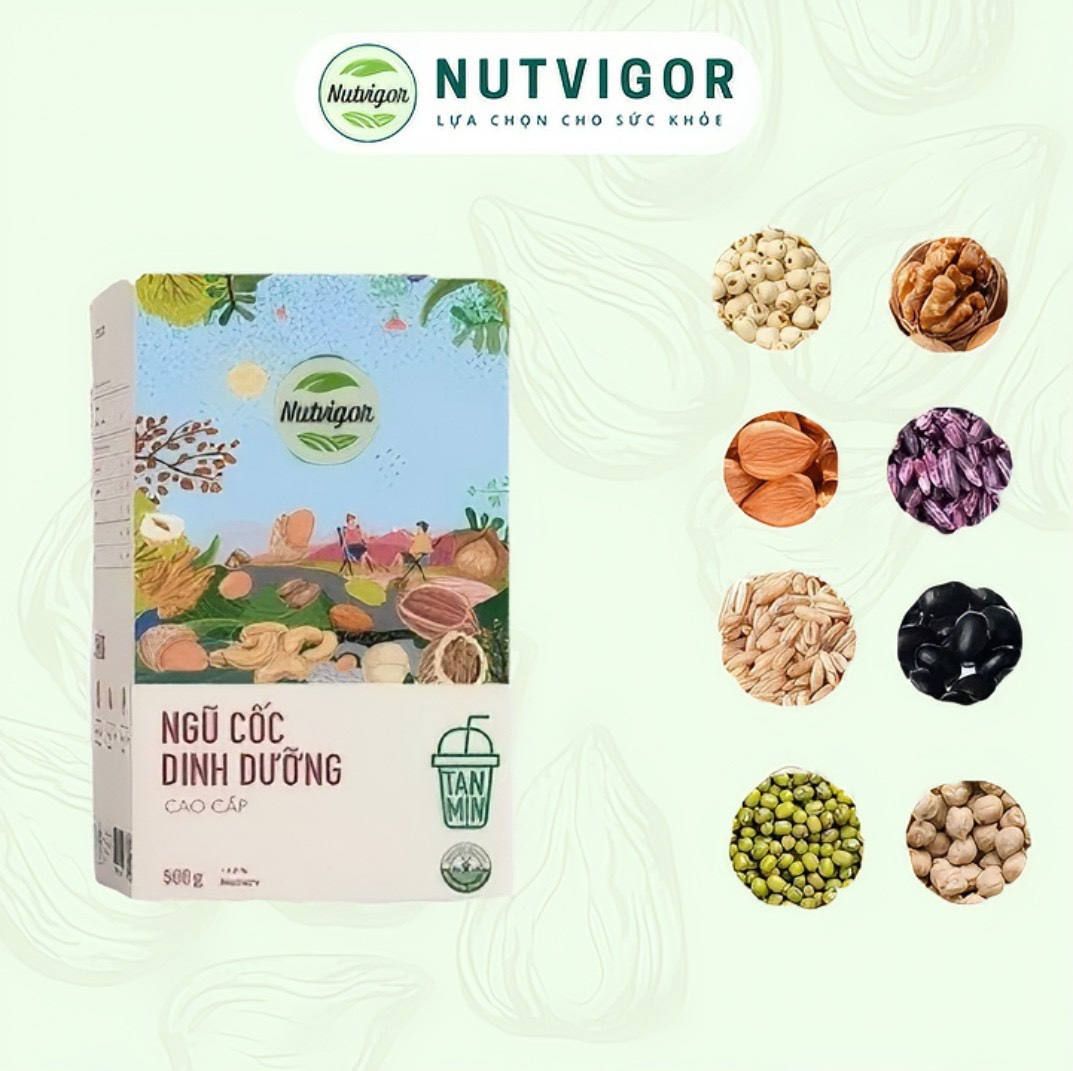 Nutvigor
NUTVIGOR
LỰA CHỌN CHO SỨC KHỎE
Nutvigor
NGŨ CỐC
DINH DƯỠNG
CAO CẤP
TAN
MIN
500g